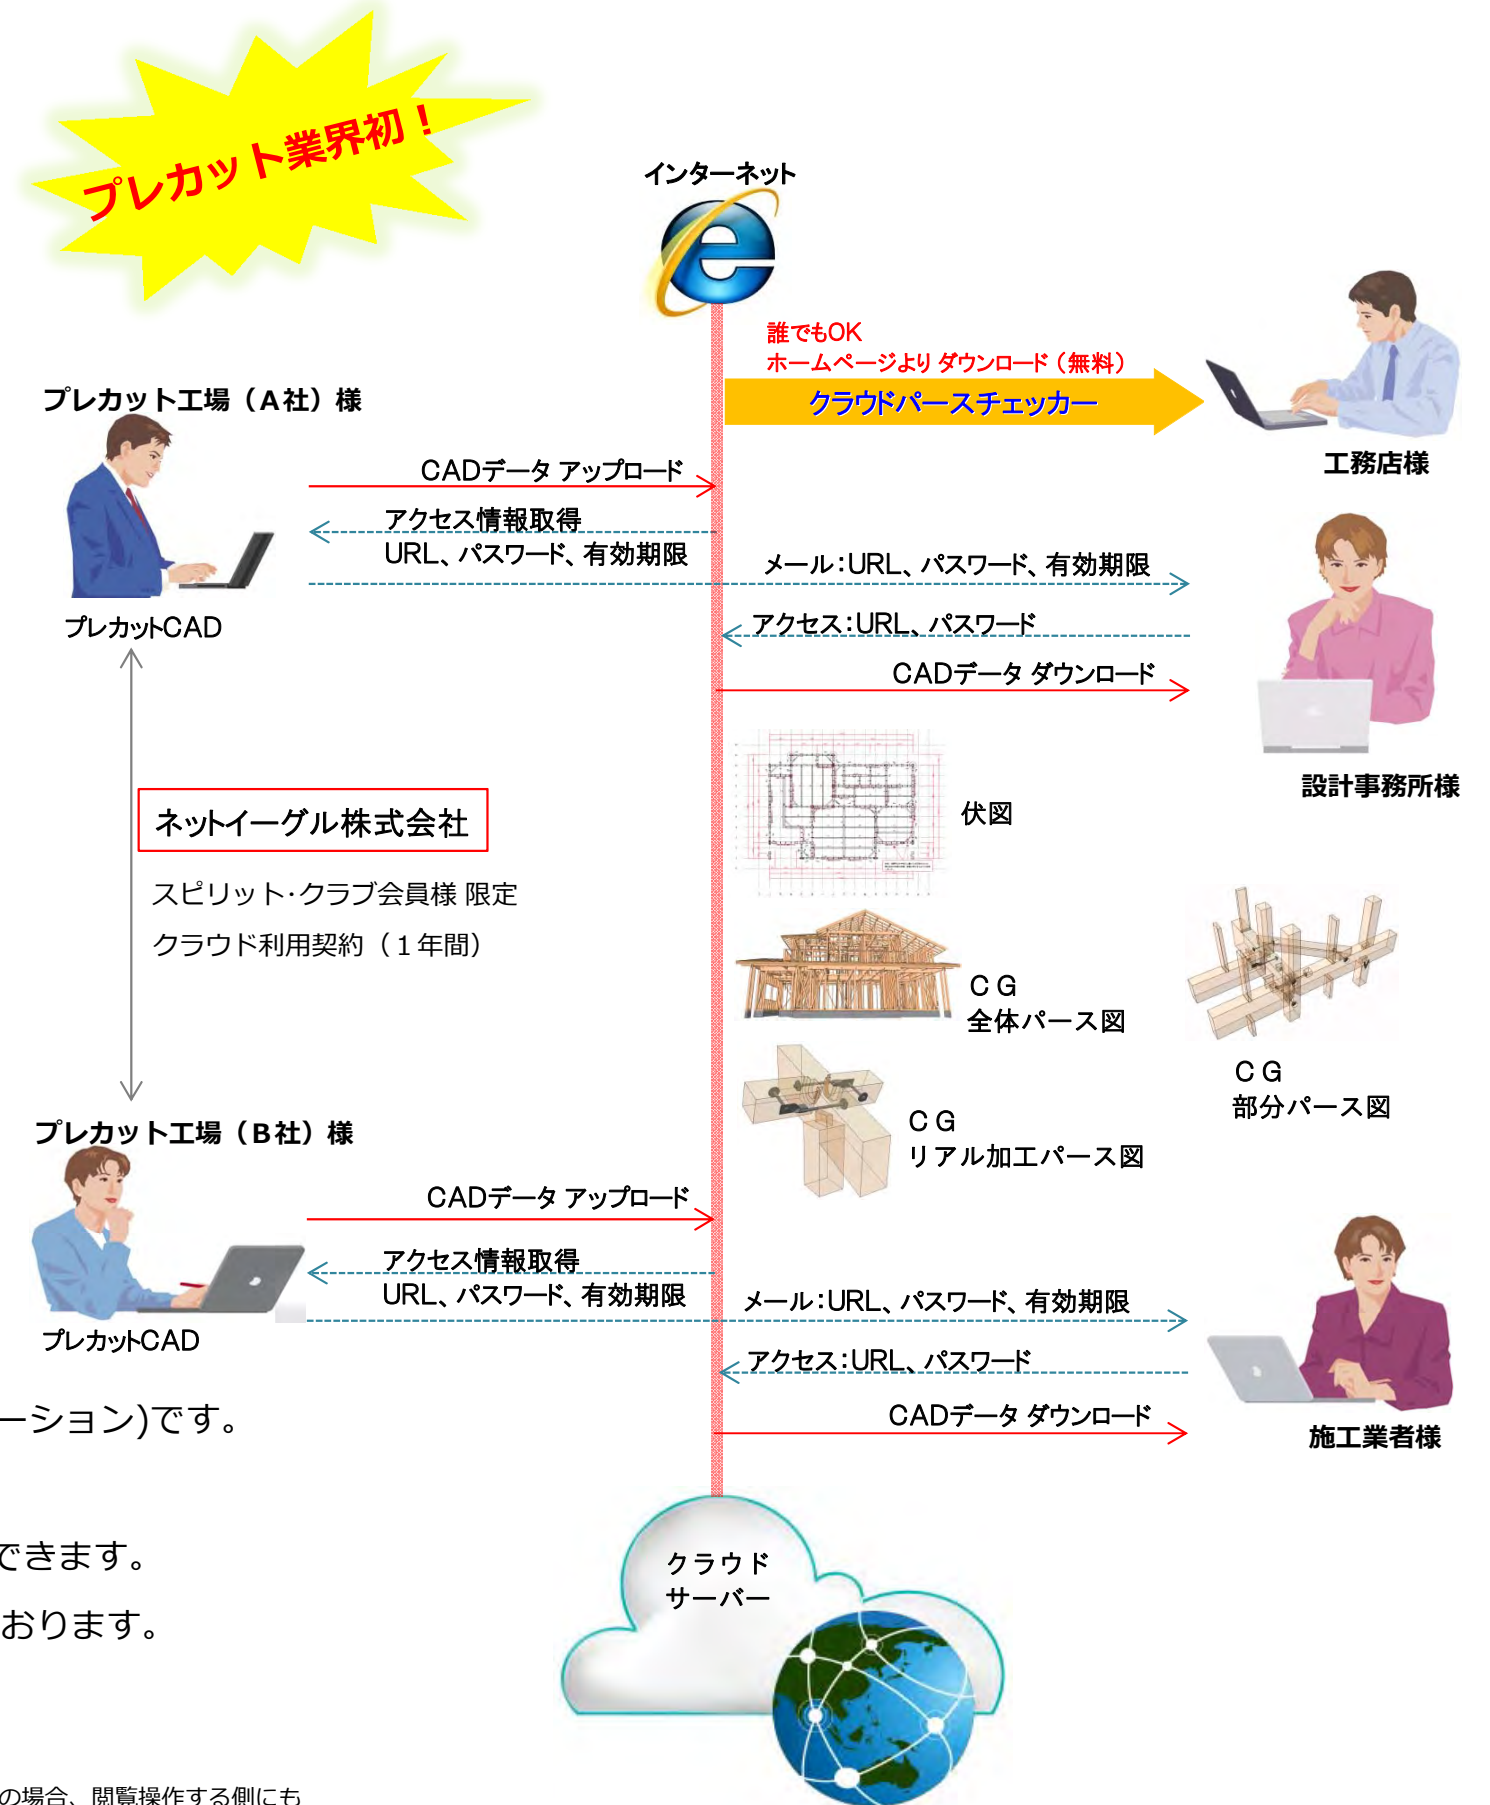 プレカット業界初！
インターネット
誰でもOK
ホームページより ダウンロード（無料）
クラウドパースチェッカー
工務店様
プレカット工場（A社）様
プレカットCAD
CADデータ アップロード
アクセス情報取得
URL、パスワード、有効期限
メール：URL、パスワード、有効期限
アクセス：URL、パスワード
CADデータ ダウンロード
設計事務所様
ネットイーグル株式会社
スピリット・クラブ会員様 限定
クラウド利用契約（１年間）
伏図
ＣＧ
全体パース図
ＣＧ
部分パース図
ＣＧ
リアル加工パース図
プレカット工場（B社）様
プレカットCAD
CADデータ アップロード
アクセス情報取得
URL、パスワード、有効期限
メール：URL、パスワード、有効期限
アクセス：URL、パスワード
CADデータ ダウンロード
施工業者様
ーション)です。
できます。
おります。
クラウド
サーバー
の場合、閲覧操作する側にも